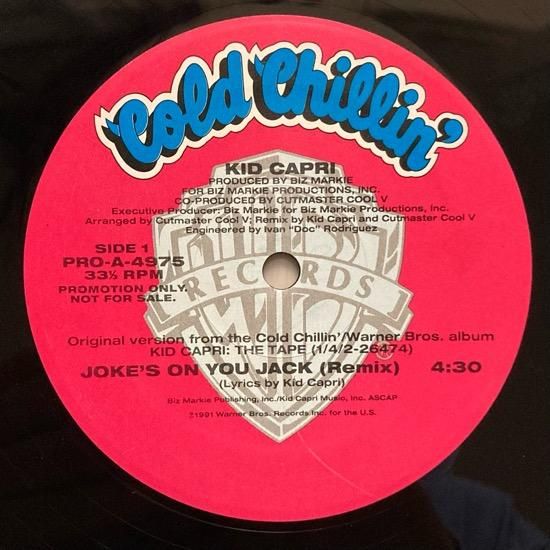 Cold Chillin'
KID CAPRI
PRODUCED BY BIZ MARKIE
FOR BIZ MARKIE PRODUCTIONS, INC.
CO-PRODUCED BY CUTMASTER COOL V
Executive Producer: Biz Markie for Biz Markie Productions, Inc.
Arranged by Cutmaster Cool V; Remix by Kid Capri and Cutmaster Cool V
Engineered by Ivan "Doc" Rodriguez
SIDE 1
PRO-A-4975
33⅓ RPM
PROMOTION ONLY.
NOT FOR SALE.
RECORDS
®
Original version from the Cold Chillin'/Warner Bros. album
KID CAPRI: THE TAPE (1/4/2-26474)
JOKE'S ON YOU JACK (Remix) 4:30
(Lyrics by Kid Capri)
Biz Markie Publishing, Inc./Kid Capri Music, Inc. ASCAP
℗1991 Warner Bros. Records Inc. for the U.S.